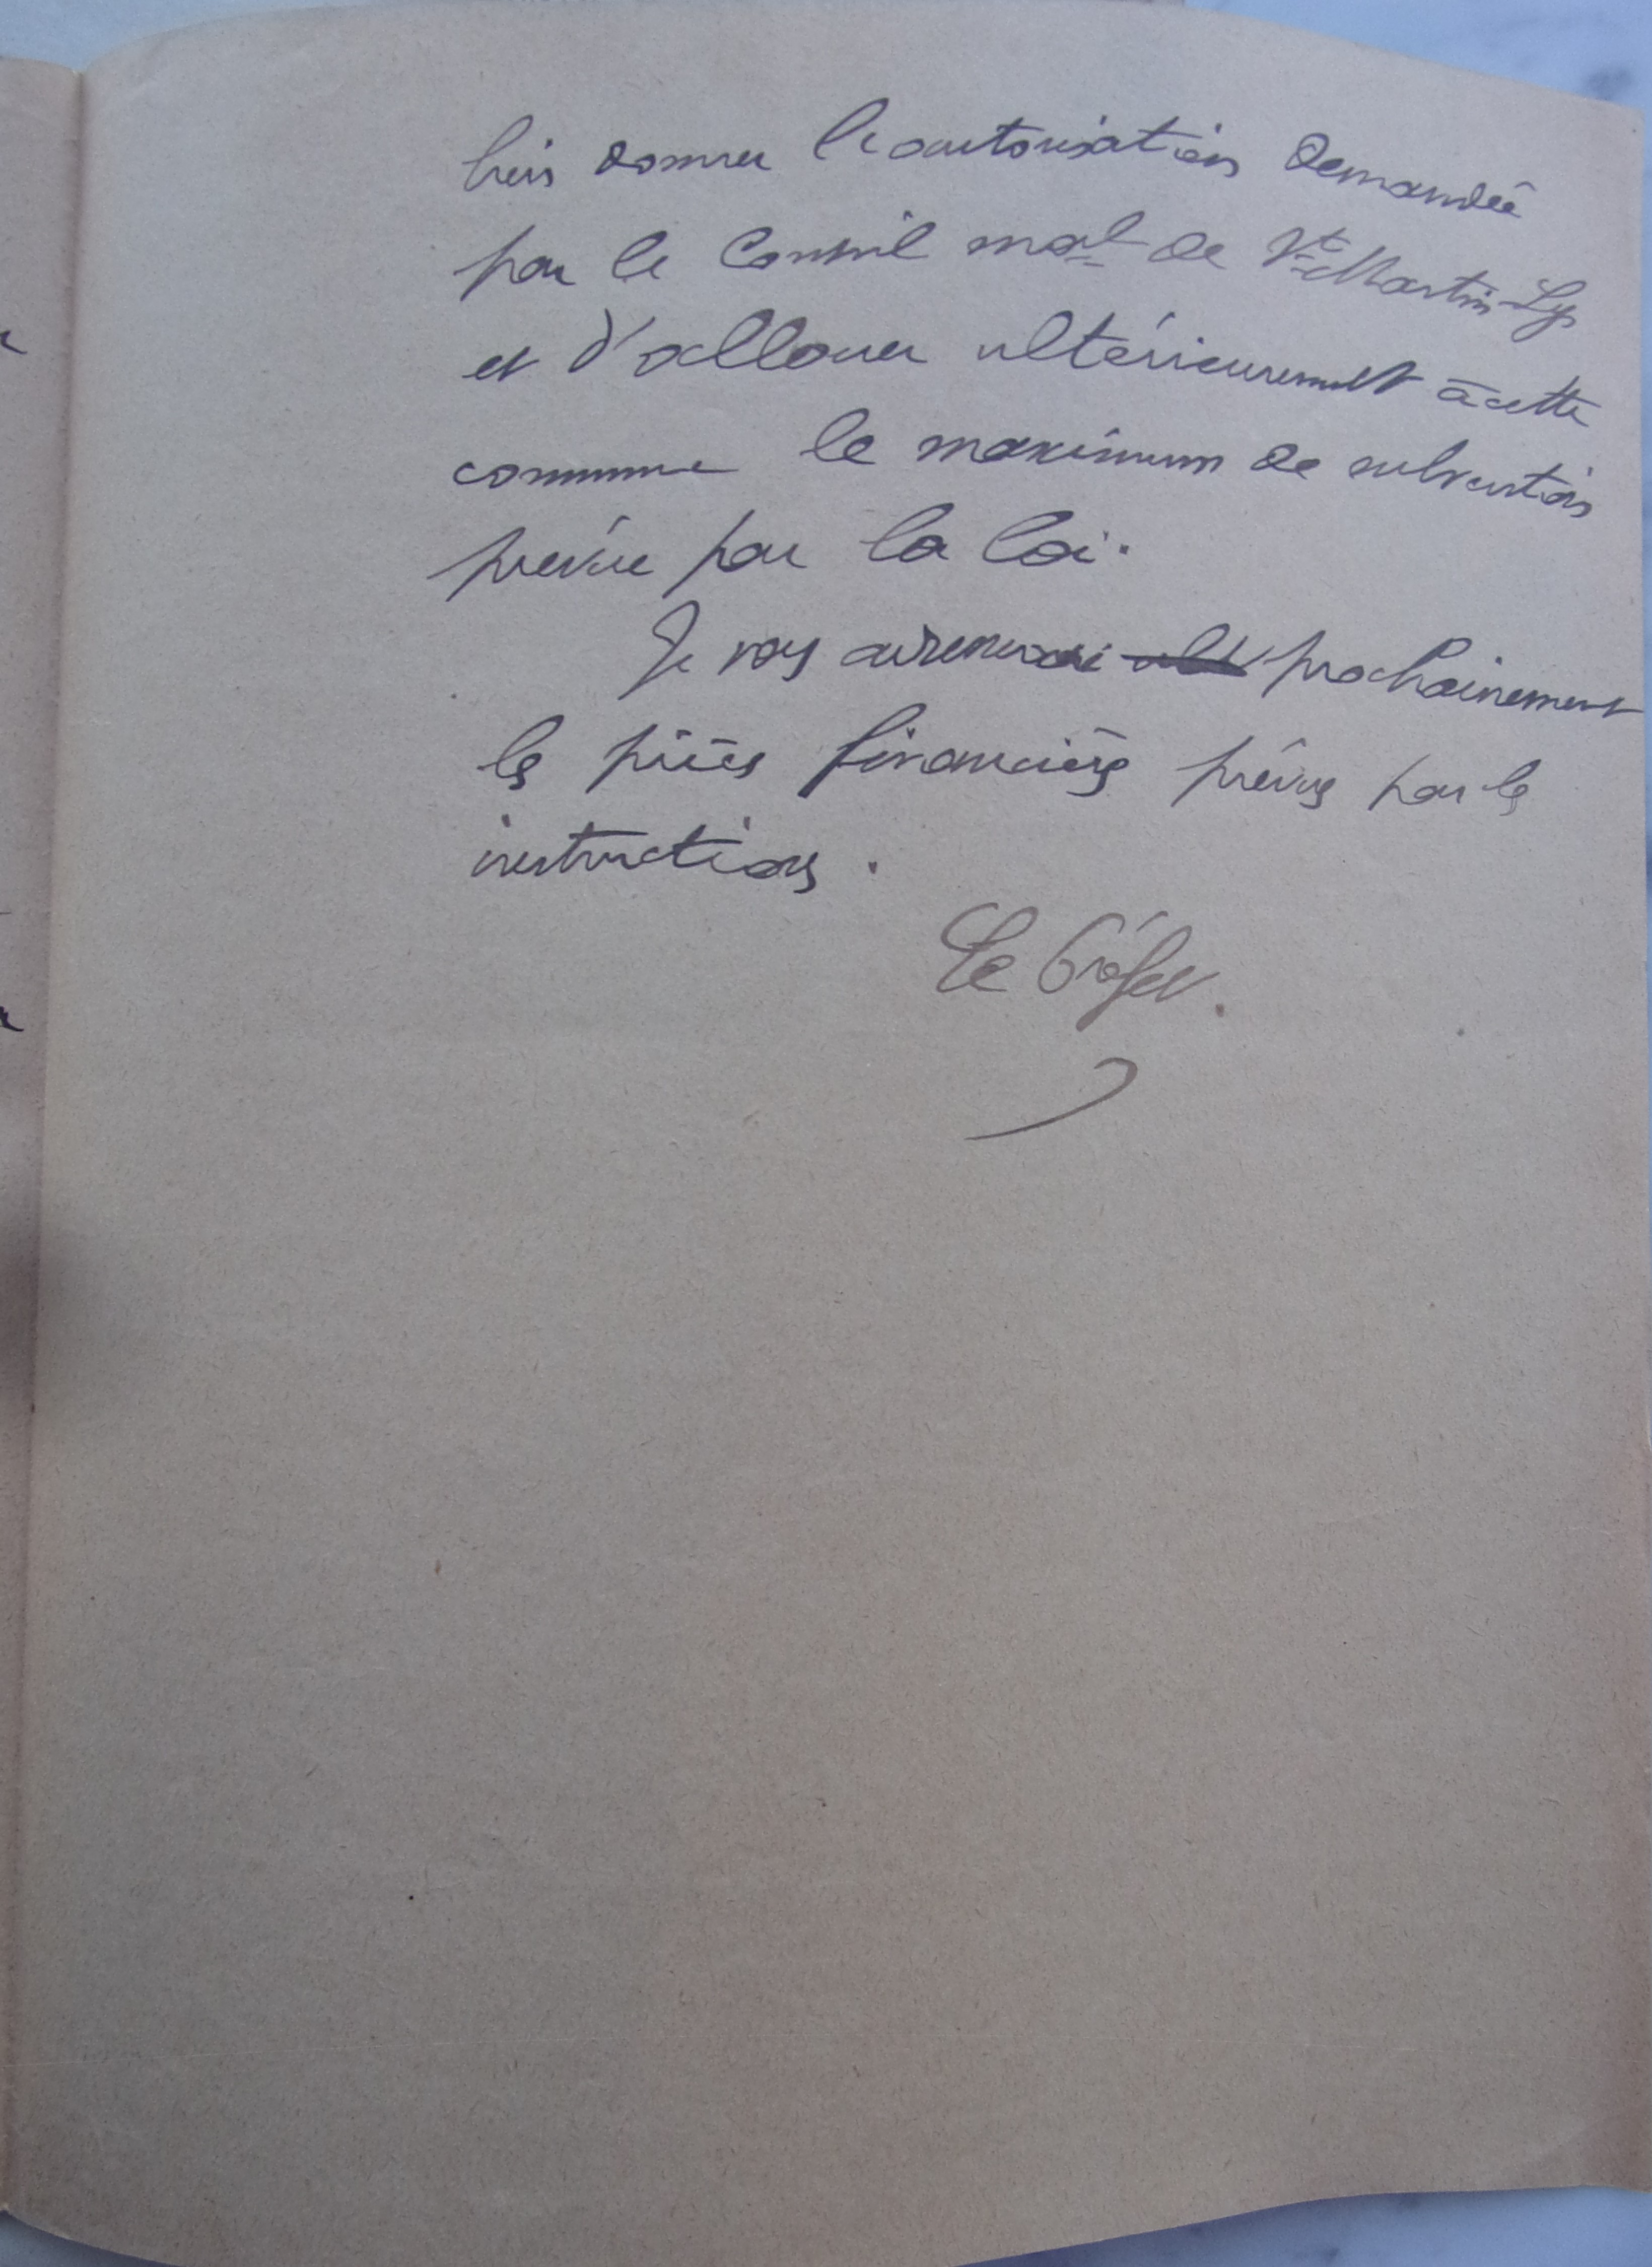 bien donner l'autorisation demandée
par le Conseil mal de St Martin-Lys
et d'allouer ultérieurement à cette
commune le maximum de subvention
prévue par la loi.
Je vous adresserai prochainement
les pièces financières prévues par les
instructions.
Le Préfet.